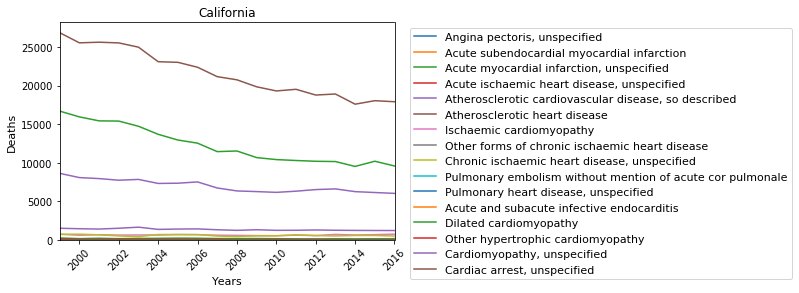 California
25000
20000
15000
10000
5000
0
Deaths
2000
2002
2004
2006
2008
2010
2012
2014
2016
Years
Angina pectoris, unspecified
Acute subendocardial myocardial infarction
Acute myocardial infarction, unspecified
Acute ischaemic heart disease, unspecified
Atherosclerotic cardiovascular disease, so described
Atherosclerotic heart disease
Ischaemic cardiomyopathy
Other forms of chronic ischaemic heart disease
Chronic ischaemic heart disease, unspecified
Pulmonary embolism without mention of acute cor pulmonale
Pulmonary heart disease, unspecified
Acute and subacute infective endocarditis
Dilated cardiomyopathy
Other hypertrophic cardiomyopathy
Cardiomyopathy, unspecified
Cardiac arrest, unspecified